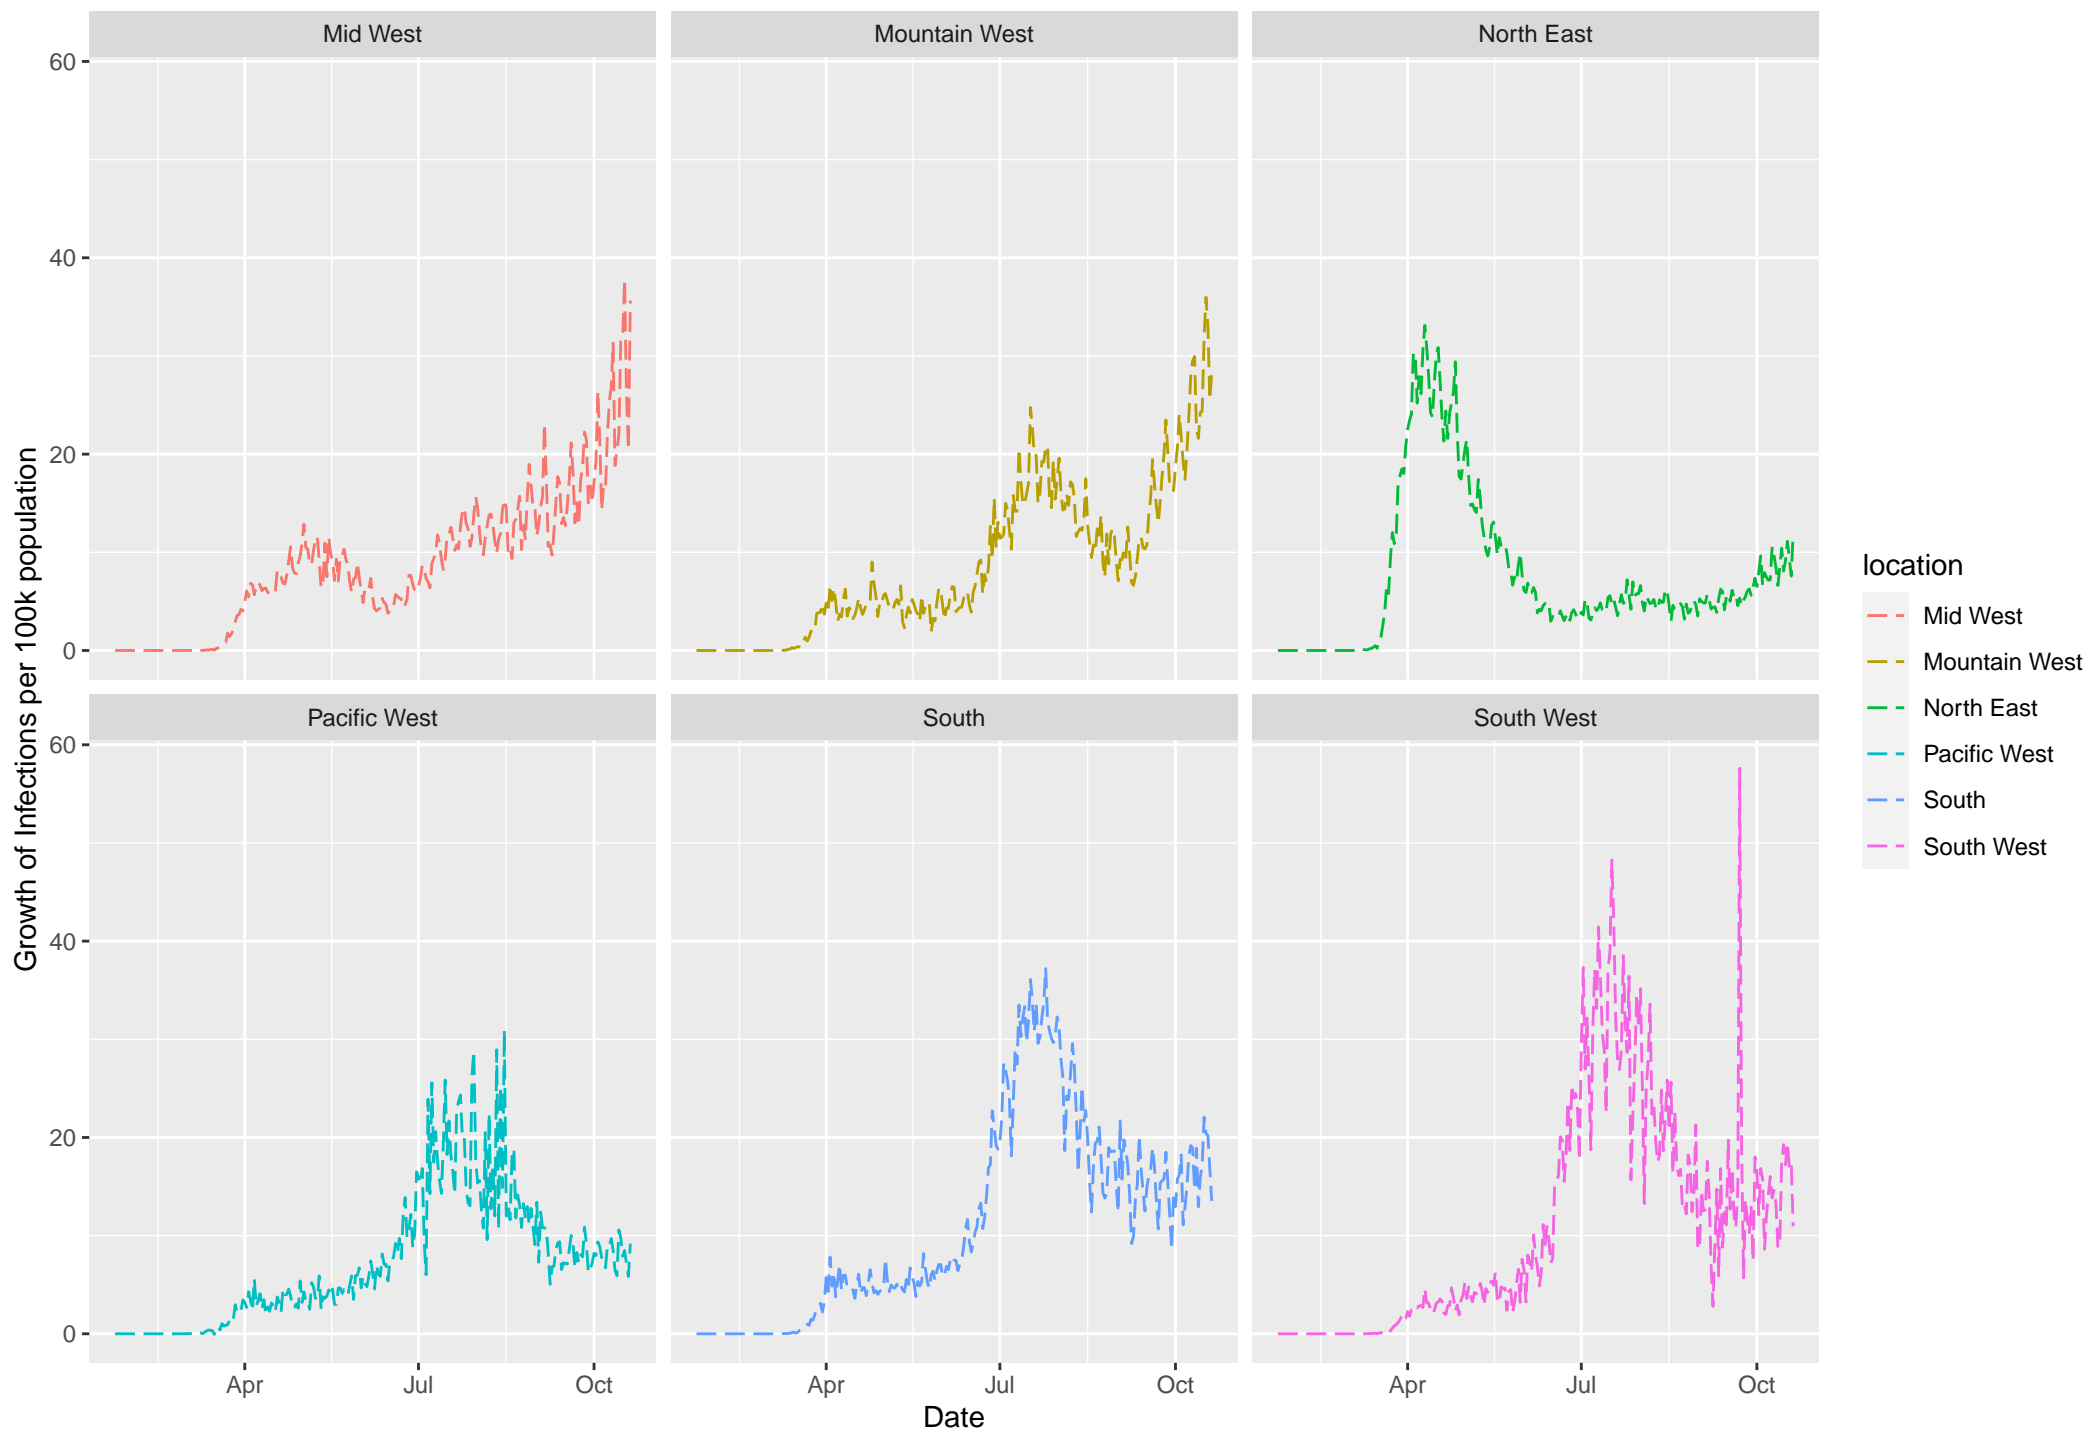 Mid West
Mountain West
North East
60
40
20
0
Pacific West
South
South West
60
40
20
0
Apr
Jul
Oct
Apr
Jul
Oct
Apr
Jul
Oct
Date
Growth of Infections per 100k population
location
Mid West
Mountain West
North East
Pacific West
South
South West